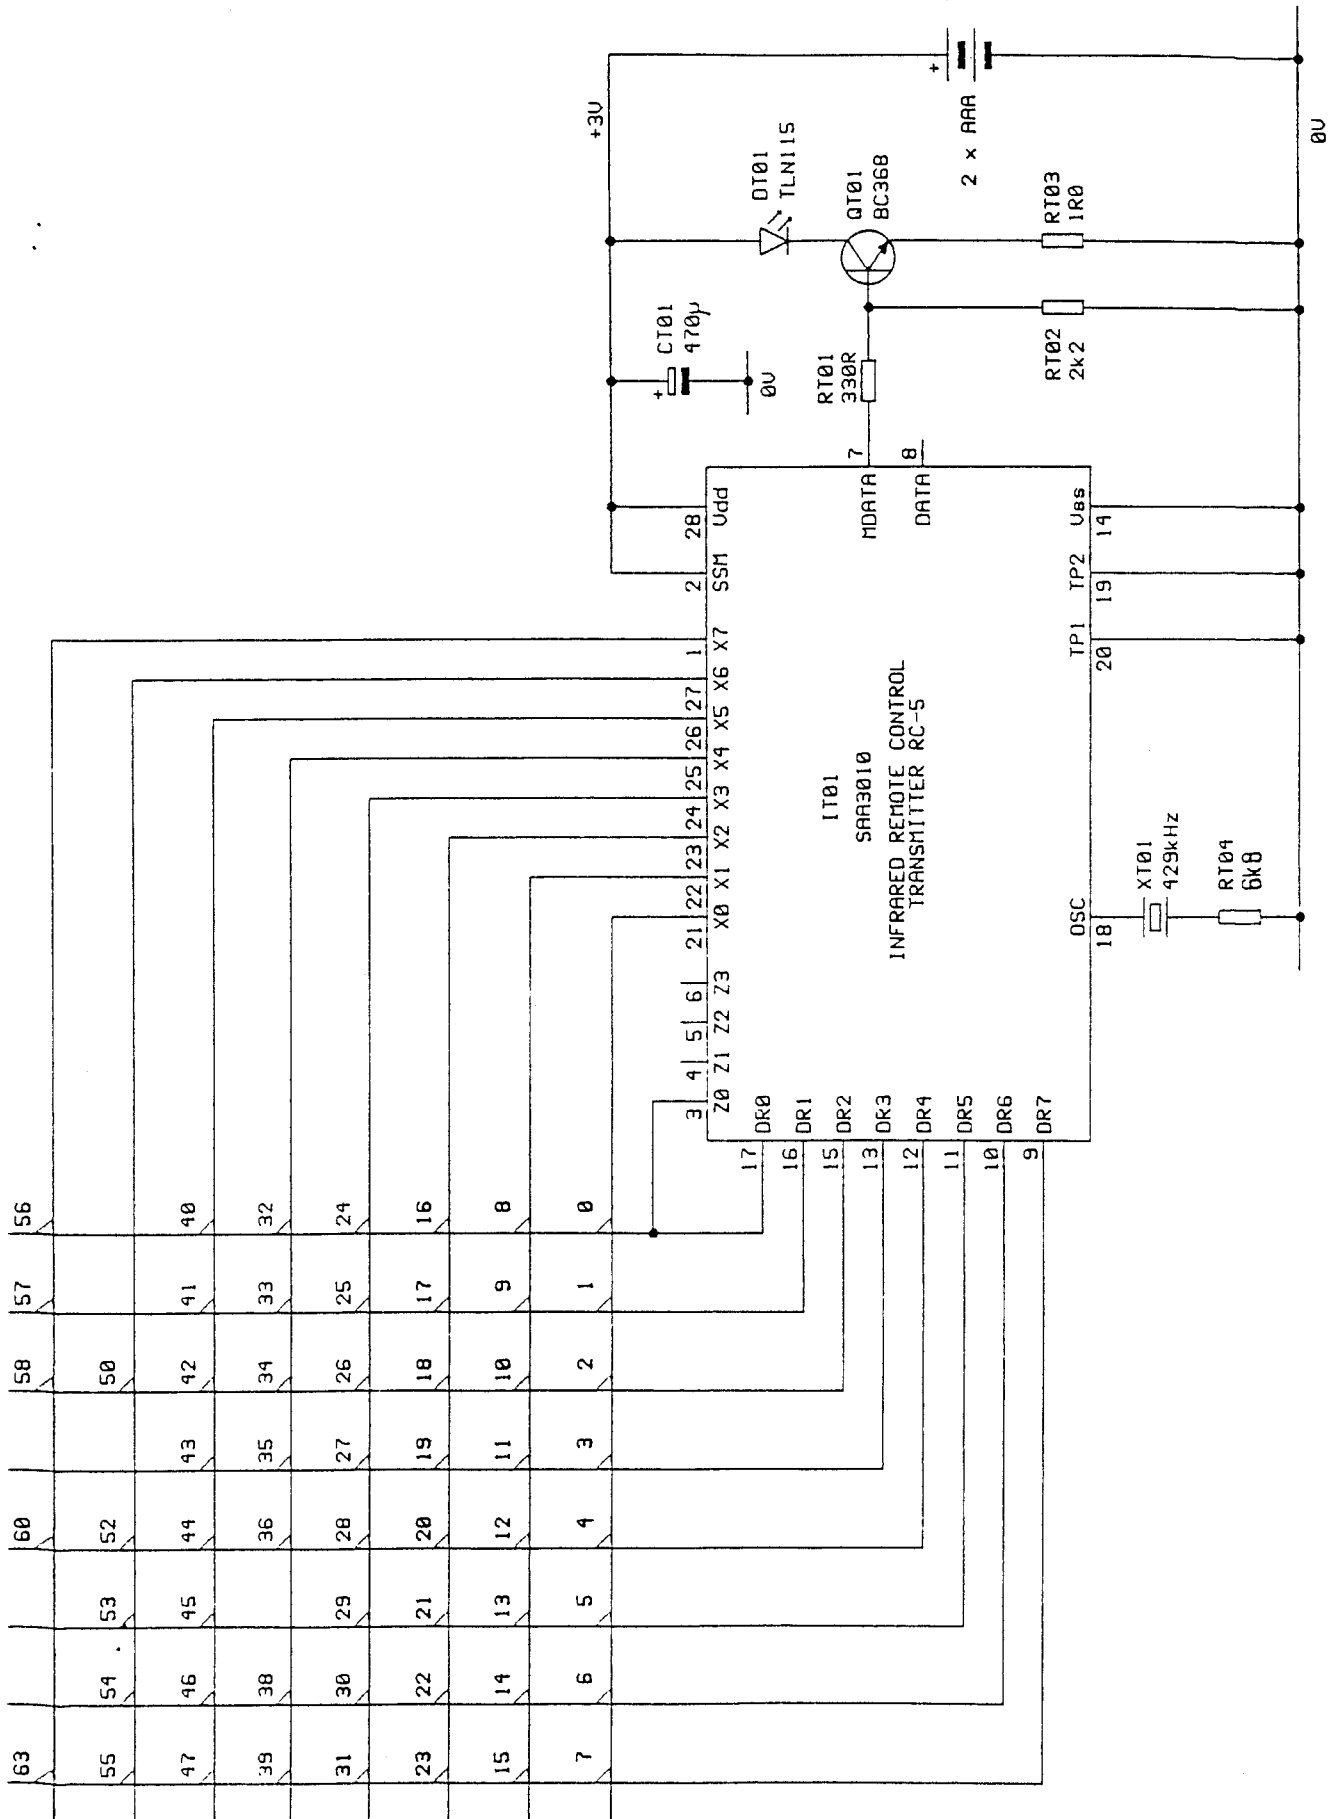 +3V
0V
2 x AAA
DT01
TLN115
QT01
BC368
RT03
1R0
CT01
470µ
0V
RT01
330R
RT02
2k2
7
MDATA
8
DATA
28
Vdd
2
SSM
1
X7
27
X6
26
X5
25
X4
24
X3
23
X2
22
X1
21
X0
6
Z3
5
Z2
4
Z1
3
Z0
Vss
14
TP2
19
TP1
20
OSC
18
IT01
SAA3010
INFRARED REMOTE CONTROL
TRANSMITTER RC-5
XT01
429kHz
RT04
6k8
17 DR0
16 DR1
15 DR2
13 DR3
12 DR4
11 DR5
10 DR6
9 DR7
56 40 32 24 16 8 0
57 41 33 25 17 9 1
58 50 42 34 26 18 10 2
43 35 27 19 11 3
60 52 44 36 28 20 12 4
53 45 29 21 13 5
54 46 38 30 22 14 6
63 55 47 39 31 23 15 7